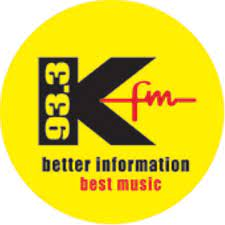 93.3
K fm
better information
best music